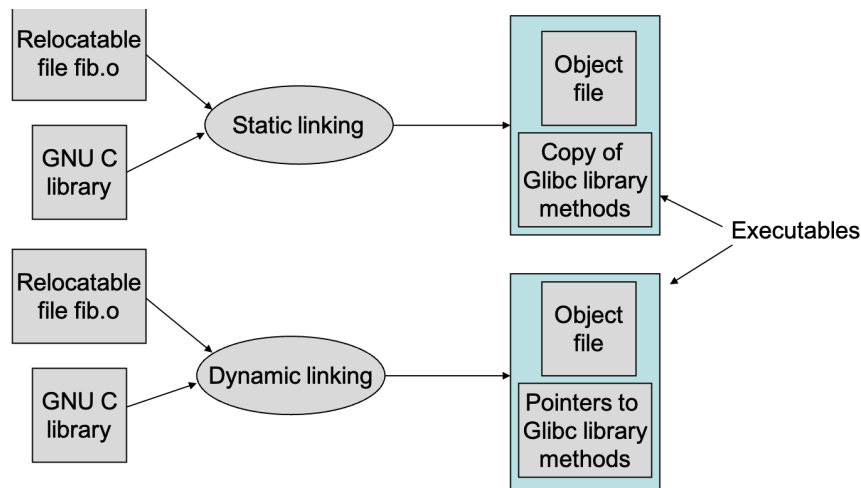 Relocatable
file fib.o
GNU C
library
Static linking
Object
file
Copy of
Glibc library
methods
Executables
Relocatable
file fib.o
GNU C
library
Dynamic linking
Object
file
Pointers to
Glibc library
methods